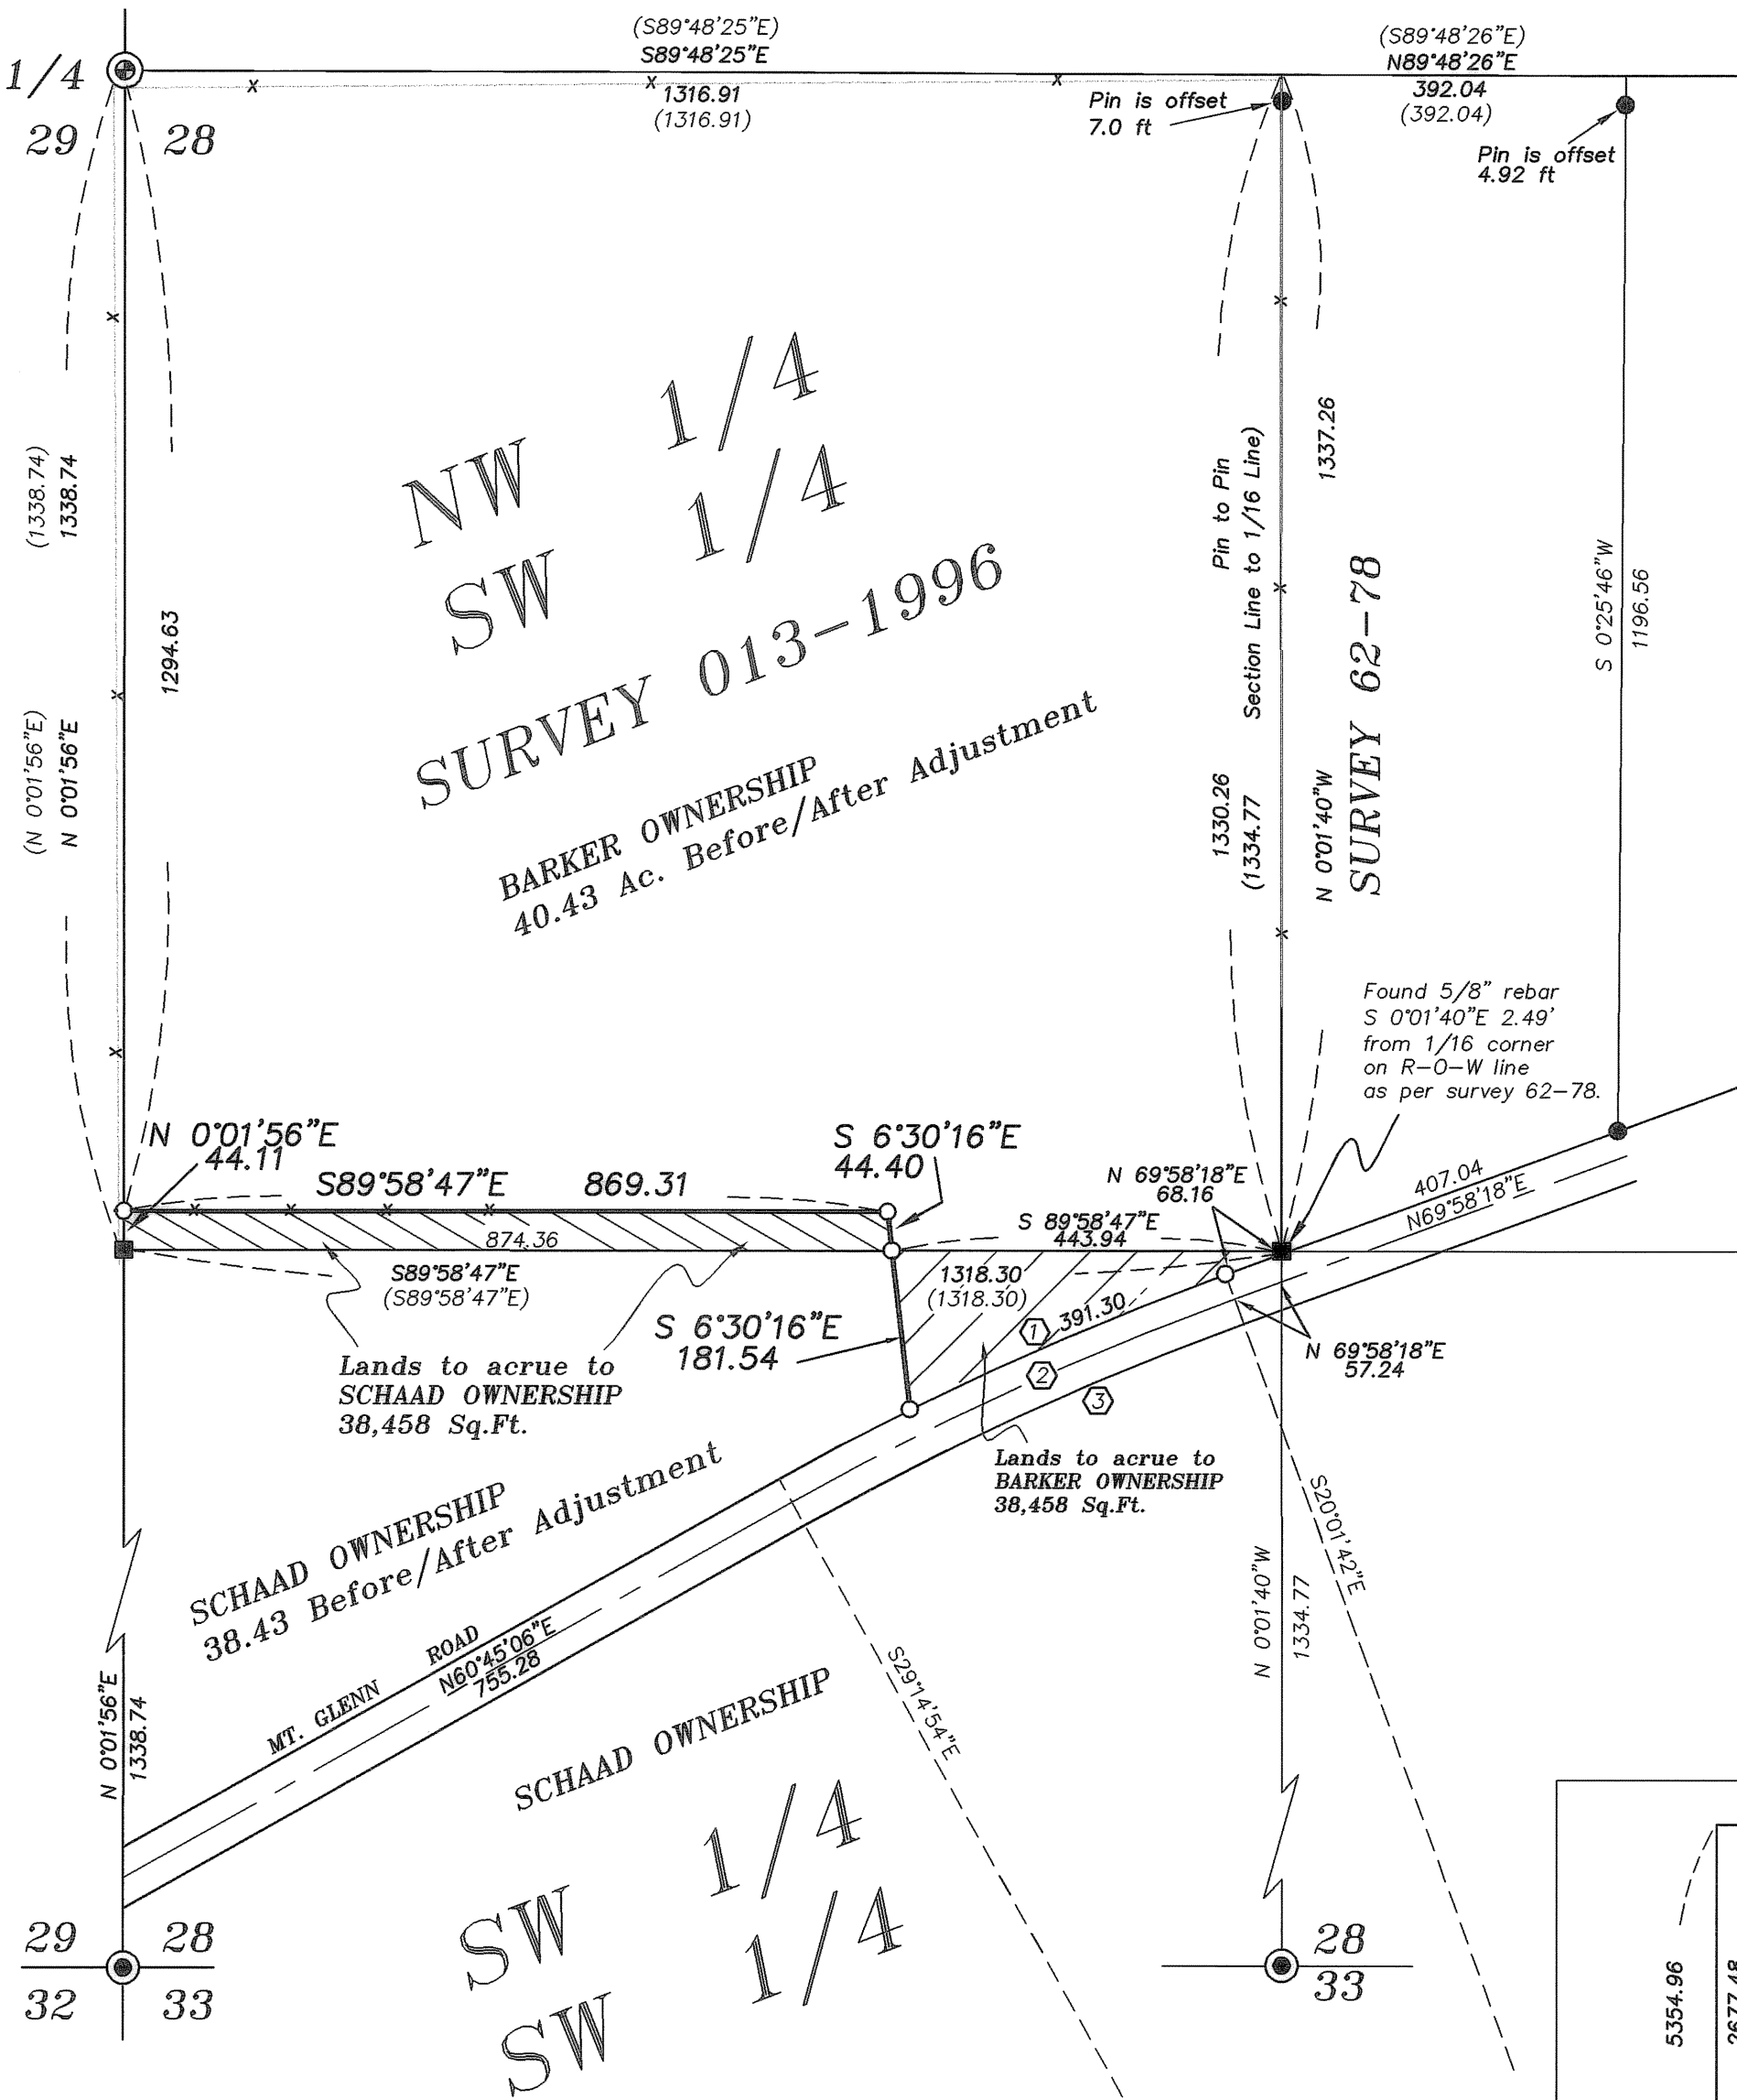 (S89°48'25"E)
S89°48'25"E
1316.91
(1316.91)
(S89°48'26"E)
N89°48'26"E
392.04
(392.04)
1/4
29
28
Pin is offset
7.0 ft
Pin is offset
4.92 ft
(N 0°01'56"E) (1338.74)
N 0°01'56"E 1338.74
1294.63
NW 1/4
SW 1/4
SURVEY 013-1996
BARKER OWNERSHIP
40.43 Ac. Before/After Adjustment
1330.26 Pin to Pin
(1334.77 Section Line to 1/16 Line)
N 0°01'40"W 1337.26
SURVEY 62-78
S 0°25'46"W
1196.56
Found 5/8" rebar
S 0°01'40"E 2.49'
from 1/16 corner
on R-O-W line
as per survey 62-78.
N 0°01'56"E
44.11
S89°58'47"E 869.31
S 6°30'16"E
44.40
N 69°58'18"E
68.16
407.04
N69°58'18"E
874.36
S 89°58'47"E
443.94
S89°58'47"E
(S89°58'47"E)
1318.30
(1318.30)
391.30
S 6°30'16"E
181.54
1
2
3
N 69°58'18"E
57.24
Lands to acrue to
SCHAAD OWNERSHIP
38,458 Sq.Ft.
Lands to acrue to
BARKER OWNERSHIP
38,458 Sq.Ft.
SCHAAD OWNERSHIP
38.43 Before/After Adjustment
MT. GLENN ROAD
N60°45'06"E
755.28
S29°14'54"E
S20°01'42"E
N 0°01'40"W
1334.77
N 0°01'56"E
1338.74
SCHAAD OWNERSHIP
SW 1/4
SW 1/4
29 28
32 33
28
33
5354.96
2677.48